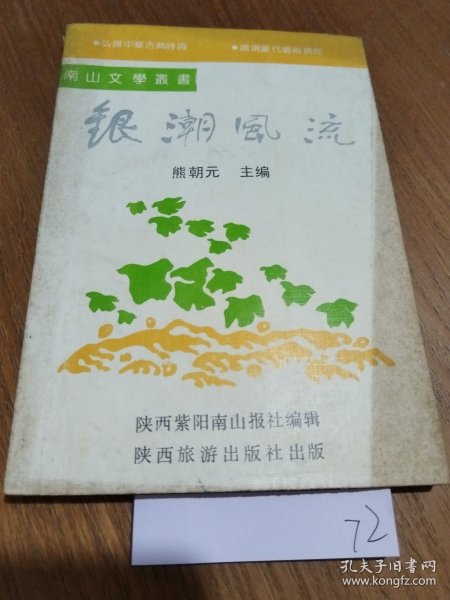 ●弘揚中華古典詩詞
南山文學叢書
銀潮風流
熊朝元 主编
陕西紫阳南山报社编辑
陕西旅游出版社出版
72
孔夫子旧书网
www.kongfz.com